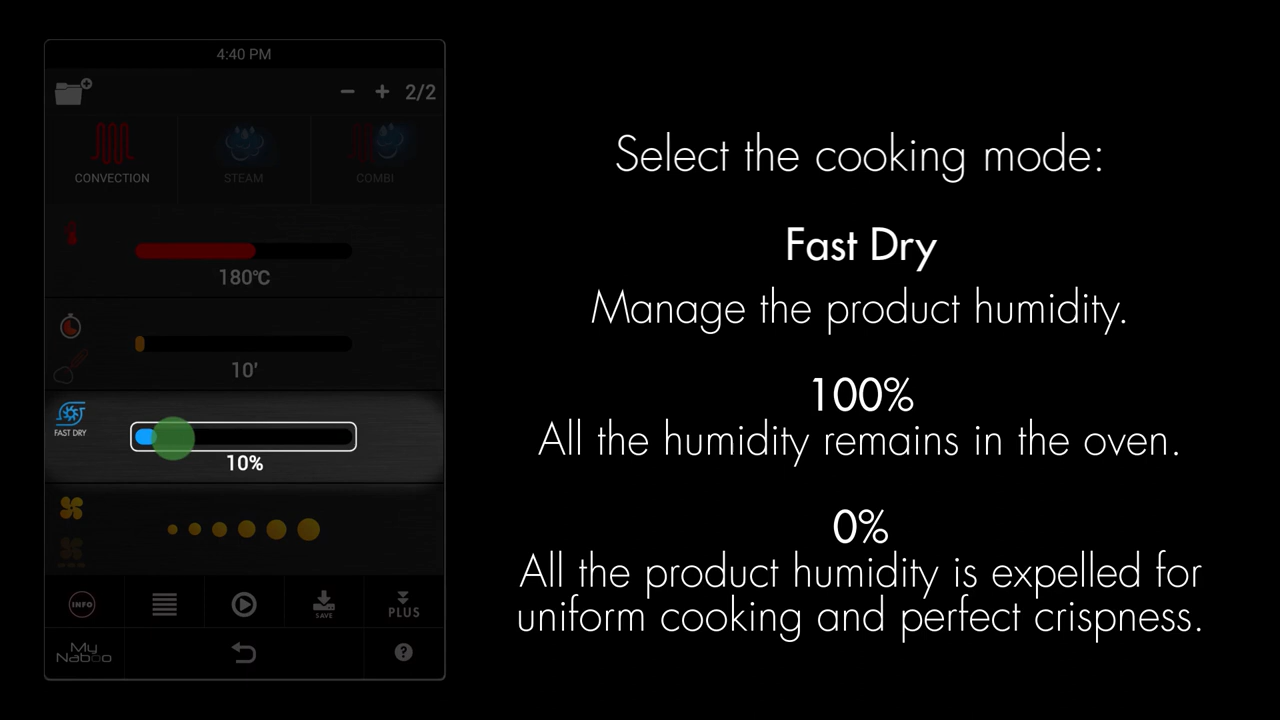 4:40 PM
2/2
CONVECTION
STEAM
COMBI
180°C
10'
FAST DRY
10%
INFO
SAVE
PLUS
My
Naboo
?
Select the cooking mode:
Fast Dry
Manage the product humidity.
100%
All the humidity remains in the oven.
0%
All the product humidity is expelled for
uniform cooking and perfect crispness.